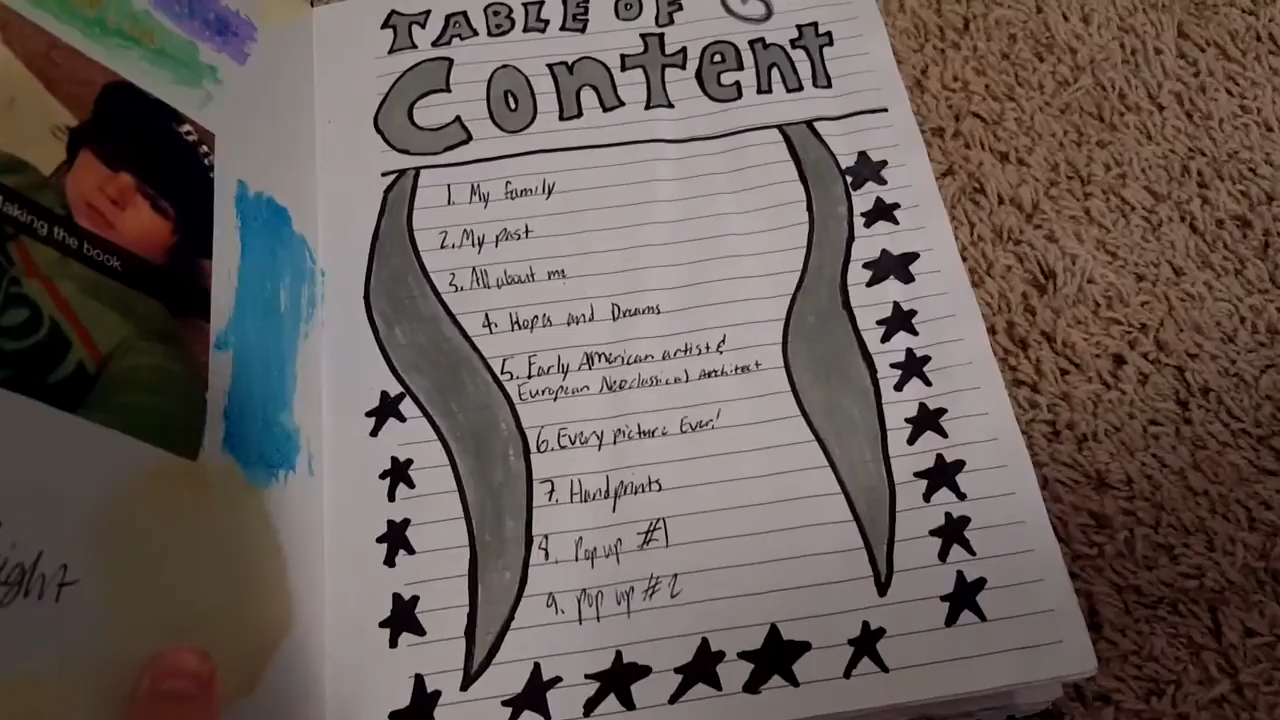 TABLE OF
Content
1. My family
2. My past
3. All about me
4. Hopes and Dreams
5. Early American artist &
European Neoclassical Architect
6. Every picture Ever!
7. Handprints
8. Pop up #1
9. Pop up #2
aking the book
ight